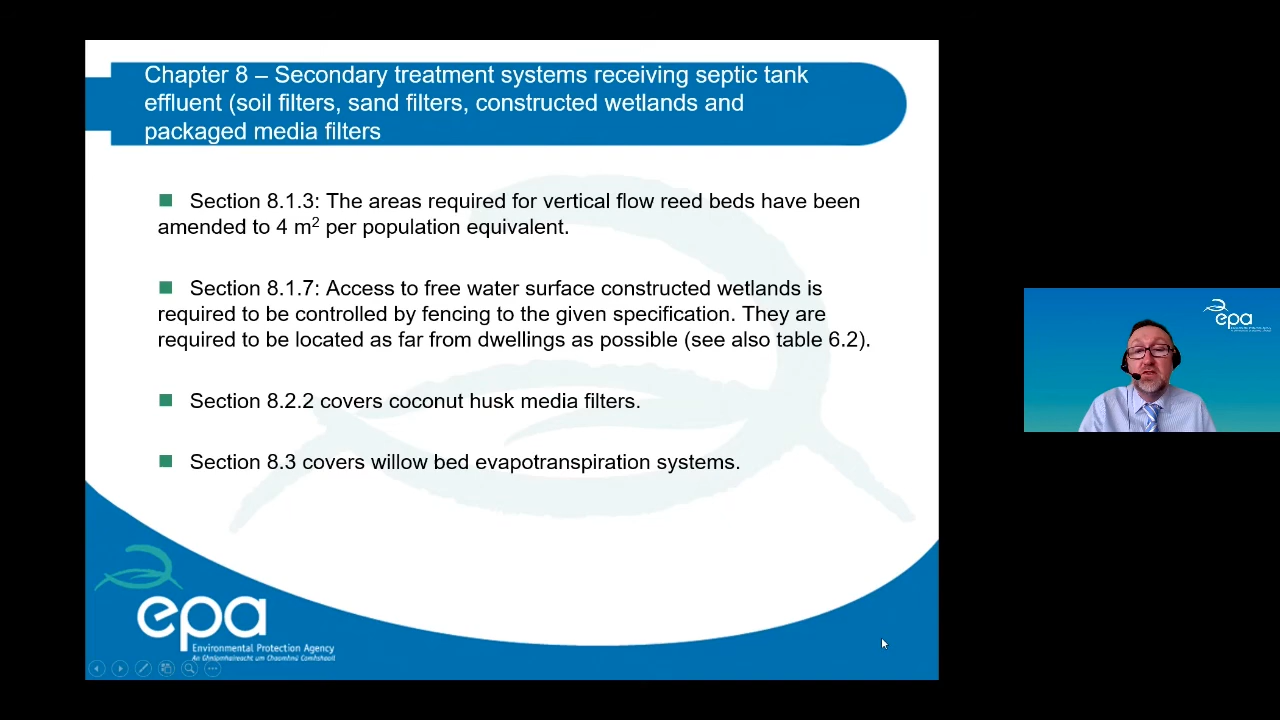 Chapter 8 – Secondary treatment systems receiving septic tank
effluent (soil filters, sand filters, constructed wetlands and
packaged media filters
Section 8.1.3: The areas required for vertical flow reed beds have been
amended to 4 m² per population equivalent.
Section 8.1.7: Access to free water surface constructed wetlands is
required to be controlled by fencing to the given specification. They are
required to be located as far from dwellings as possible (see also table 6.2).
Section 8.2.2 covers coconut husk media filters.
Section 8.3 covers willow bed evapotranspiration systems.
epa
Environmental Protection Agency
An Ghníomhaireacht um Chaomhnú Comhshaoil
epa